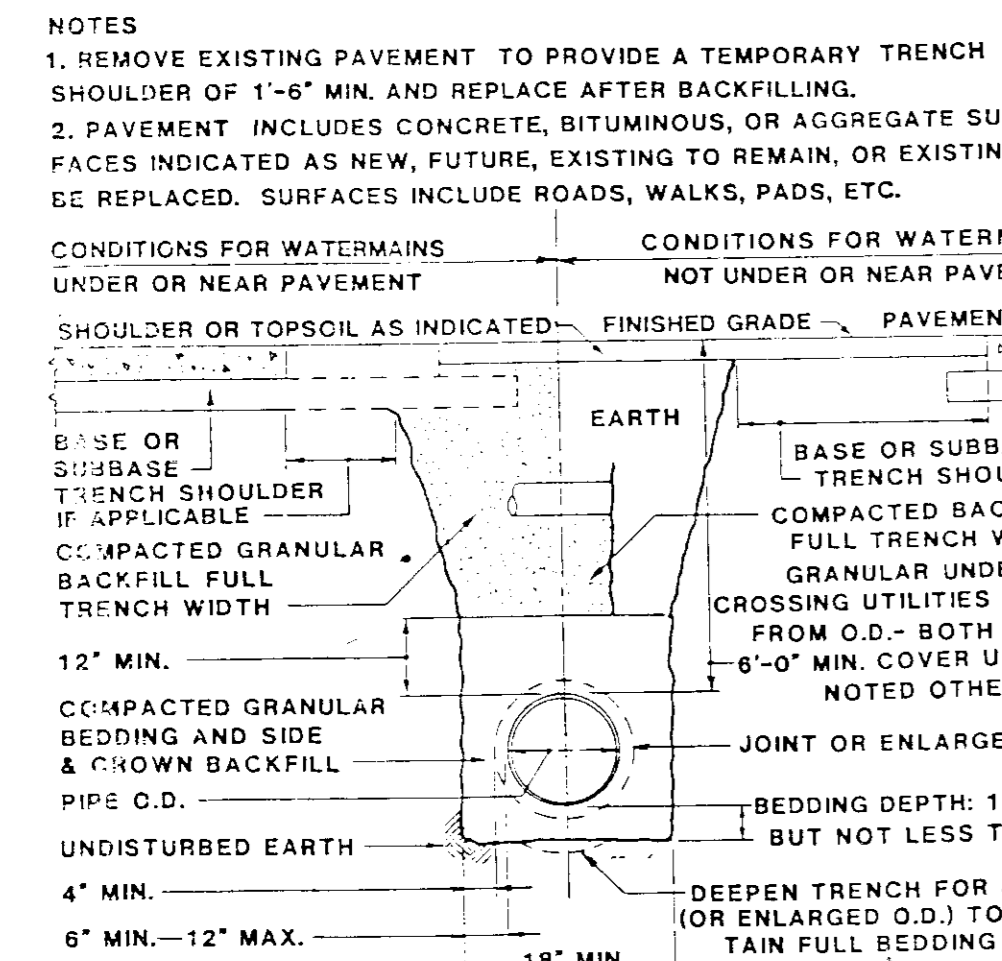 NOTES
1. REMOVE EXISTING PAVEMENT TO PROVIDE A TEMPORARY TRENCH
SHOULDER OF 1'-6" MIN. AND REPLACE AFTER BACKFILLING.
2. PAVEMENT INCLUDES CONCRETE, BITUMINOUS, OR AGGREGATE SU
FACES INDICATED AS NEW, FUTURE, EXISTING TO REMAIN, OR EXISTIN
BE REPLACED. SURFACES INCLUDE ROADS, WALKS, PADS, ETC.
CONDITIONS FOR WATERMAINS
UNDER OR NEAR PAVEMENT
CONDITIONS FOR WATERM
NOT UNDER OR NEAR PAVE
SHOULDER OR TOPSOIL AS INDICATED
FINISHED GRADE
PAVEMEN
EARTH
BASE OR
SUBBASE
TRENCH SHOULDER
IF APPLICABLE
COMPACTED GRANULAR
BACKFILL FULL
TRENCH WIDTH
12" MIN.
COMPACTED GRANULAR
BEDDING AND SIDE
& CROWN BACKFILL
PIPE O.D.
UNDISTURBED EARTH
4" MIN.
6" MIN.—12" MAX.
18" MIN.
BASE OR SUBB
TRENCH SHOU
COMPACTED BAC
FULL TRENCH W
GRANULAR UNDE
CROSSING UTILITIES
FROM O.D.- BOTH
6'-0" MIN. COVER U
NOTED OTHE
JOINT OR ENLARGE
BEDDING DEPTH: 1
BUT NOT LESS T
DEEPEN TRENCH FOR
(OR ENLARGED O.D.) TO
TAIN FULL BEDDING